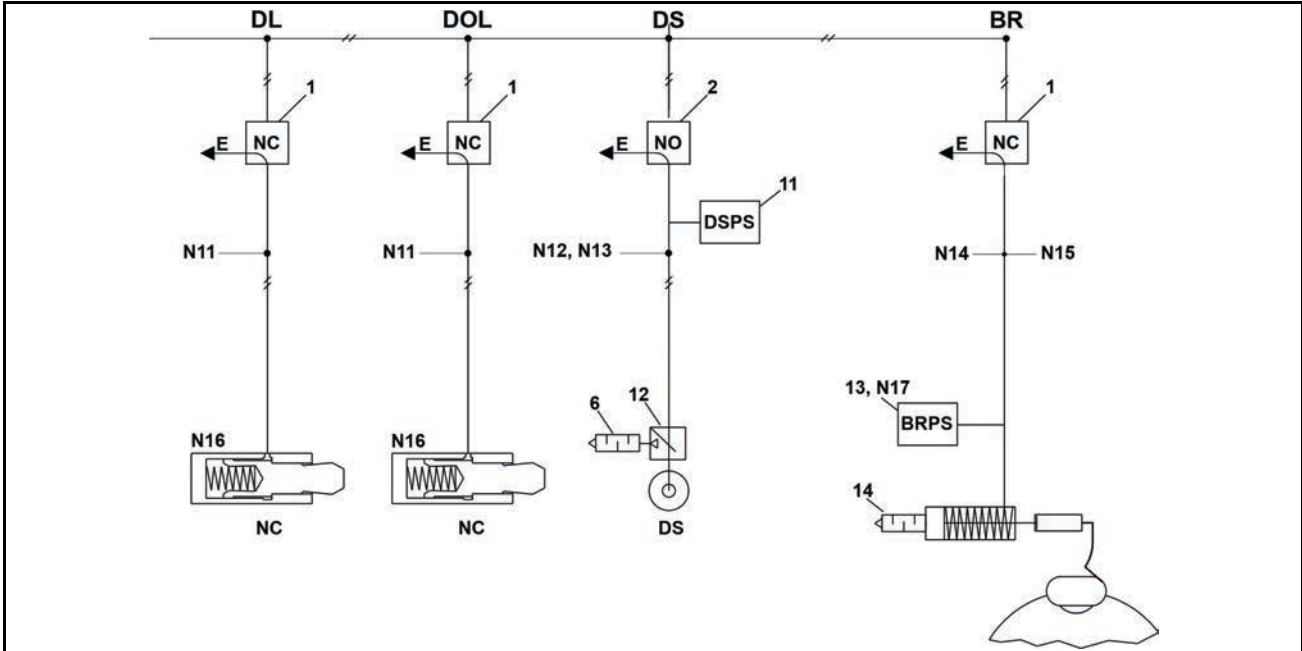 DL DOL DS BR
1 1 2 1
E NC E NC E NO E NC
11
DSPS
N11 N11 N12, N13 N14 N15
13, N17
6 12
BRPS
N16 N16
14
NC NC DS